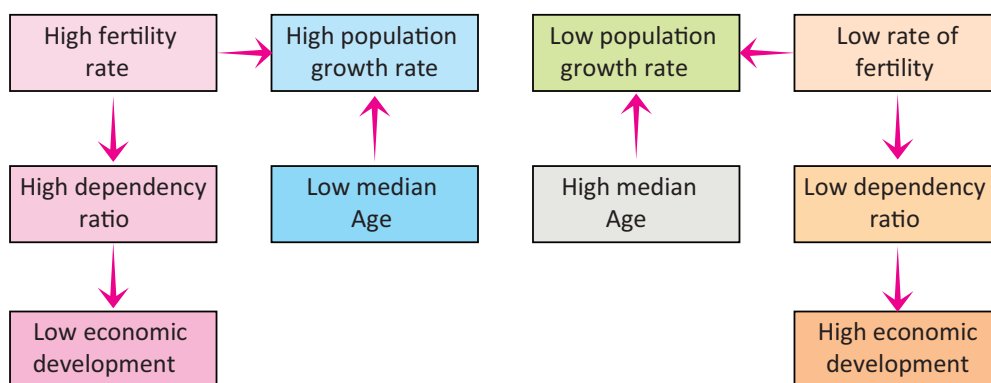 High fertility
rate
High population
growth rate
Low population
growth rate
Low rate of
fertility
High dependency
ratio
Low median
Age
High median
Age
Low dependency
ratio
Low economic
development
High economic
development